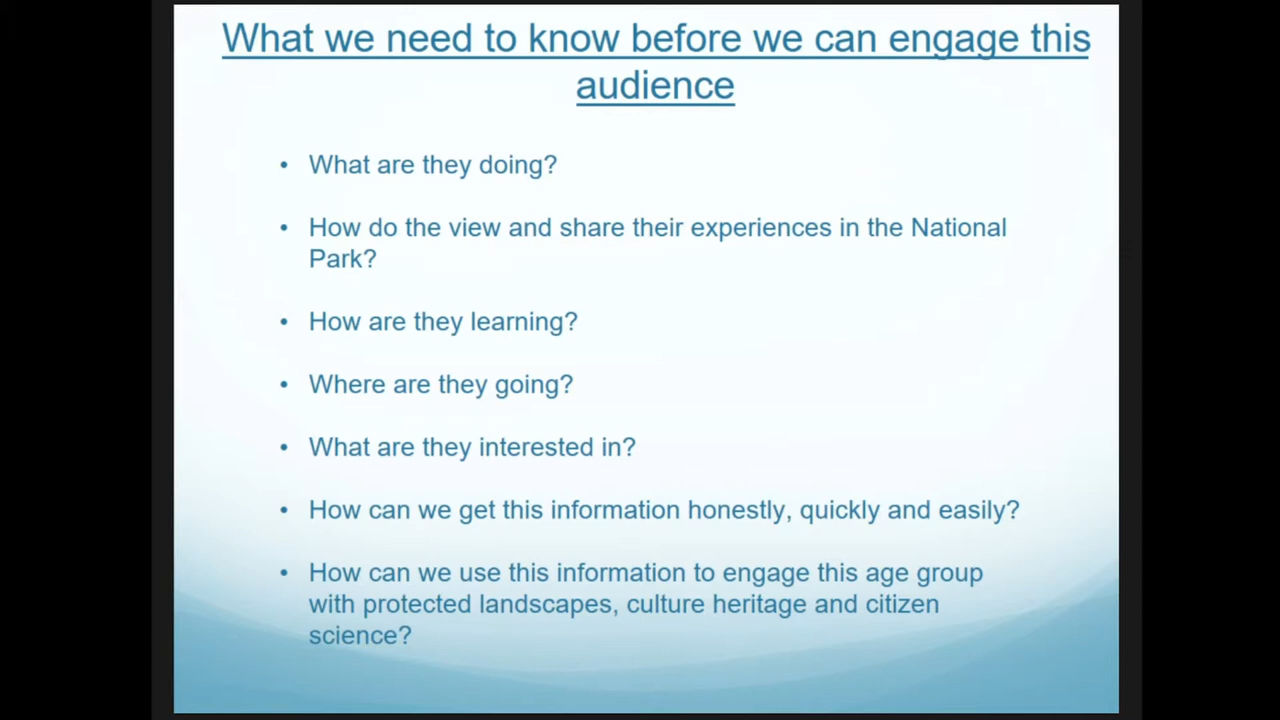 What we need to know before we can engage this
audience
• What are they doing?
• How do the view and share their experiences in the National
Park?
• How are they learning?
• Where are they going?
• What are they interested in?
• How can we get this information honestly, quickly and easily?
• How can we use this information to engage this age group
with protected landscapes, culture heritage and citizen
science?